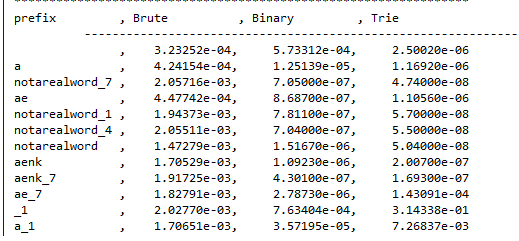 prefix , Brute , Binary , Trie
------------------------------------------------------------
, 3.23252e-04, 5.73312e-04, 2.50020e-06
a , 4.24154e-04, 1.25139e-05, 1.16920e-06
notarealword_7 , 2.05716e-03, 7.05000e-07, 4.74000e-08
ae , 4.47742e-04, 8.68700e-07, 1.10560e-06
notarealword_1 , 1.94373e-03, 7.81100e-07, 5.70000e-08
notarealword_4 , 2.05511e-03, 7.04000e-07, 5.50000e-08
notarealword , 1.47279e-03, 1.51670e-06, 5.04000e-08
aenk , 1.70529e-03, 1.09230e-06, 2.00700e-07
aenk_7 , 1.91725e-03, 4.30100e-07, 1.69300e-07
ae_7 , 1.82791e-03, 2.78730e-06, 1.43091e-04
_1 , 2.02770e-03, 7.63404e-04, 3.14338e-01
a_1 , 1.70651e-03, 3.57195e-05, 7.26837e-03